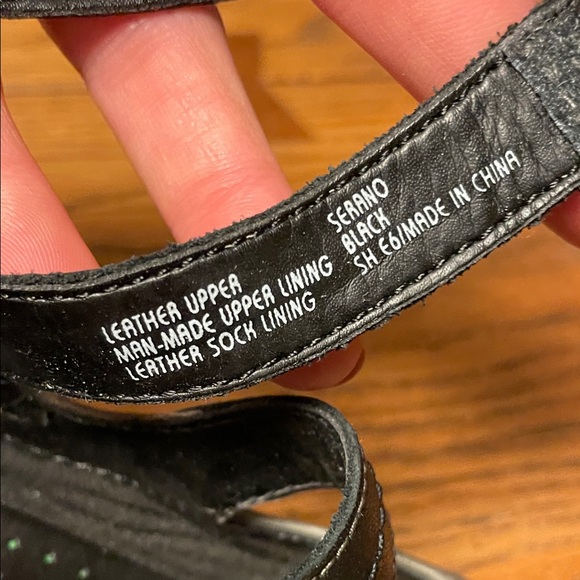 LEATHER UPPER
MAN-MADE UPPER LINING
LEATHER SOCK LINING
SERANO
BLACK
SH E6/MADE IN CHINA